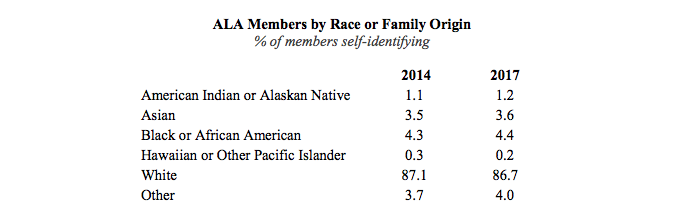 ALA Members by Race or Family Origin
% of members self-identifying
2014 2017
American Indian or Alaskan Native 1.1 1.2
Asian 3.5 3.6
Black or African American 4.3 4.4
Hawaiian or Other Pacific Islander 0.3 0.2
White 87.1 86.7
Other 3.7 4.0